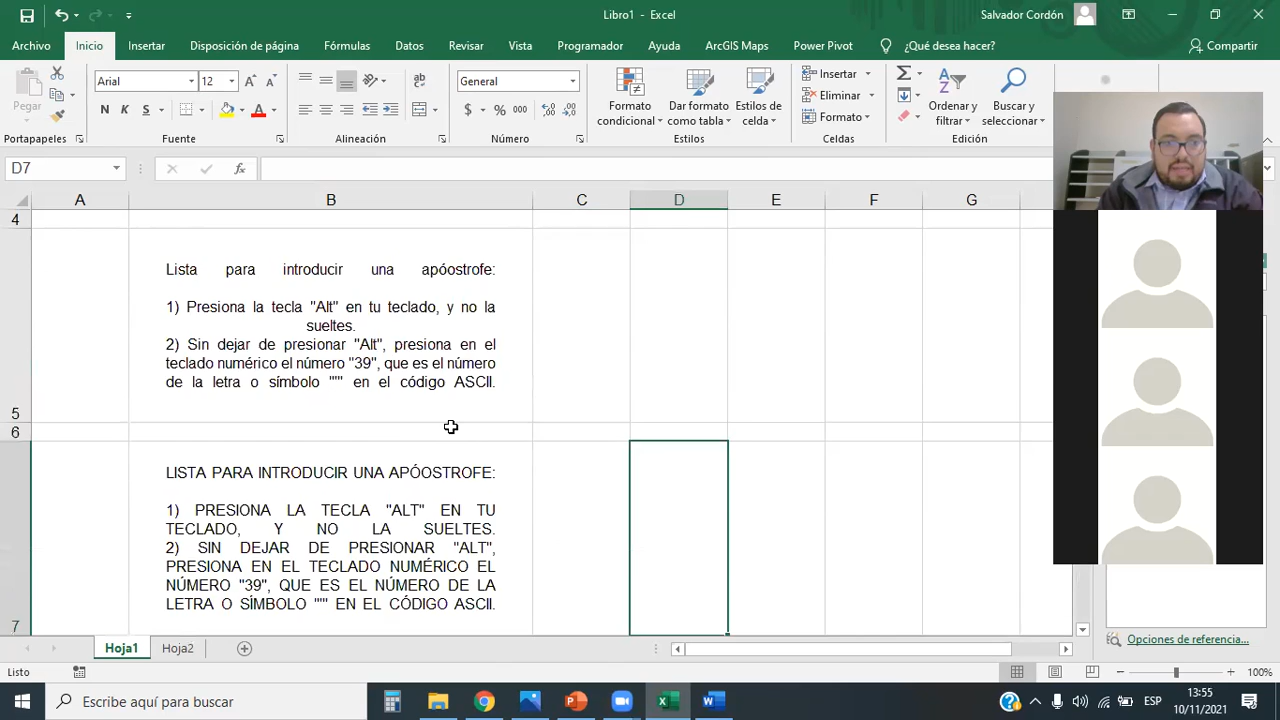 Libro1 - Excel
Salvador Cordón
Archivo Inicio Insertar Disposición de página Fórmulas Datos Revisar Vista Programador Ayuda ArcGIS Maps Power Pivot ¿Qué desea hacer? Compartir
Pegar
Arial 12
N K S
General
$ % 000
Formato condicional
Dar formato como tabla
Estilos de celda
Insertar
Eliminar
Formato
Ordenar y filtrar
Buscar y seleccionar
Portapapeles Fuente Alineación Número Estilos Celdas Edición
D7 fx
A B C D E F G
4
Lista para introducir una apóostrofe:
1) Presiona la tecla "Alt" en tu teclado, y no la
sueltes.
2) Sin dejar de presionar "Alt", presiona en el
teclado numérico el número "39", que es el número
de la letra o símbolo "'" en el código ASCII.
5
6
LISTA PARA INTRODUCIR UNA APÓOSTROFE:
1) PRESIONA LA TECLA "ALT" EN TU
TECLADO, Y NO LA SUELTES.
2) SIN DEJAR DE PRESIONAR "ALT",
PRESIONA EN EL TECLADO NUMÉRICO EL
NÚMERO "39", QUE ES EL NÚMERO DE LA
LETRA O SÍMBOLO "'" EN EL CÓDIGO ASCII.
7
Opciones de referencia...
Hoja1 Hoja2
Listo
100%
Escribe aquí para buscar
ESP
13:55
10/11/2021